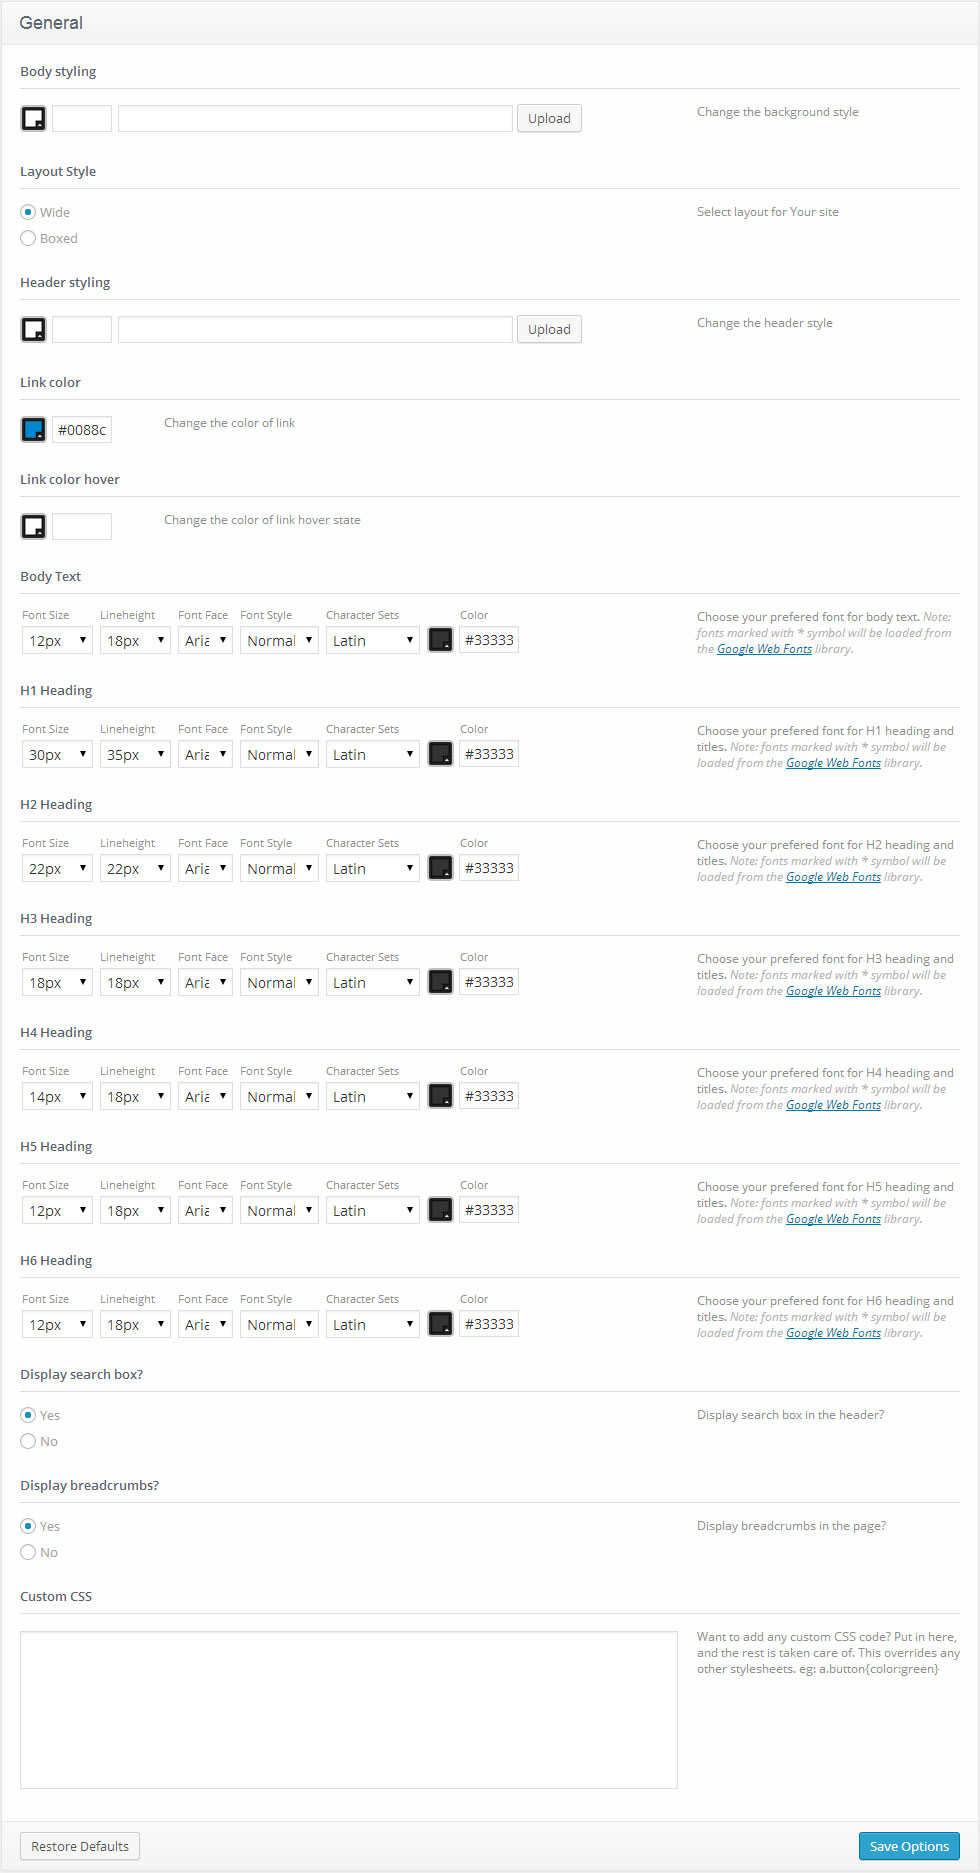 General
Body styling
Upload
Change the background style
Layout Style
Wide
Select layout for Your site
Boxed
Header styling
Upload
Change the header style
Link color
#0088c
Change the color of link
Link color hover
Change the color of link hover state
Body Text
Font Size Lineheight Font Face Font Style Character Sets Color
12px 18px Aria Normal Latin #33333
Choose your prefered font for body text. Note:
fonts marked with * symbol will be loaded from
the Google Web Fonts library.
H1 Heading
Font Size Lineheight Font Face Font Style Character Sets Color
30px 35px Aria Normal Latin #33333
Choose your prefered font for H1 heading and
titles. Note: fonts marked with * symbol will be
loaded from the Google Web Fonts library.
H2 Heading
Font Size Lineheight Font Face Font Style Character Sets Color
22px 22px Aria Normal Latin #33333
Choose your prefered font for H2 heading and
titles. Note: fonts marked with * symbol will be
loaded from the Google Web Fonts library.
H3 Heading
Font Size Lineheight Font Face Font Style Character Sets Color
18px 18px Aria Normal Latin #33333
Choose your prefered font for H3 heading and
titles. Note: fonts marked with * symbol will be
loaded from the Google Web Fonts library.
H4 Heading
Font Size Lineheight Font Face Font Style Character Sets Color
14px 18px Aria Normal Latin #33333
Choose your prefered font for H4 heading and
titles. Note: fonts marked with * symbol will be
loaded from the Google Web Fonts library.
H5 Heading
Font Size Lineheight Font Face Font Style Character Sets Color
12px 18px Aria Normal Latin #33333
Choose your prefered font for H5 heading and
titles. Note: fonts marked with * symbol will be
loaded from the Google Web Fonts library.
H6 Heading
Font Size Lineheight Font Face Font Style Character Sets Color
12px 18px Aria Normal Latin #33333
Choose your prefered font for H6 heading and
titles. Note: fonts marked with * symbol will be
loaded from the Google Web Fonts library.
Display search box?
Yes
Display search box in the header?
No
Display breadcrumbs?
Yes
Display breadcrumbs in the page?
No
Custom CSS
Want to add any custom CSS code? Put in here,
and the rest is taken care of. This overrides any
other stylesheets. eg: a.button{color:green}
Restore Defaults
Save Options